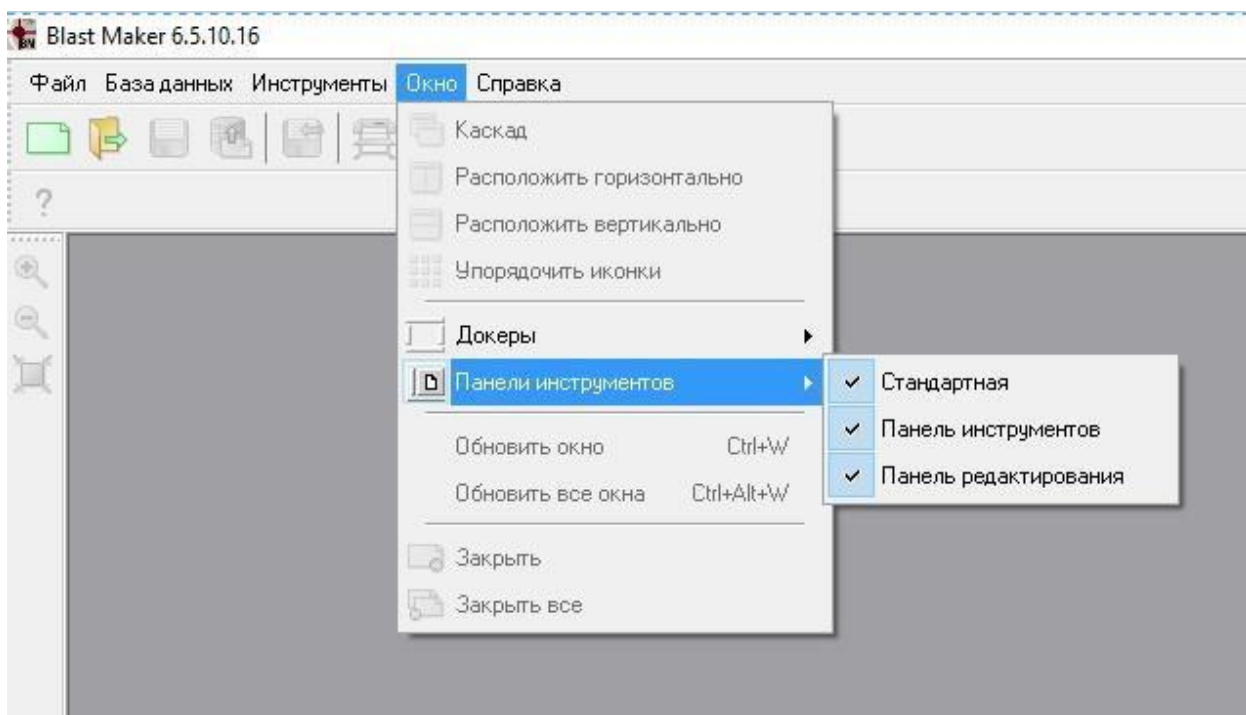 Blast Maker 6.5.10.16
Файл База данных Инструменты Окно Справка
?
Каскад
Расположить горизонтально
Расположить вертикально
Упорядочить иконки
Докеры
Панели инструментов
Стандартная
Панель инструментов
Панель редактирования
Обновить окно Ctrl+W
Обновить все окна Ctrl+Alt+W
Закрыть
Закрыть все